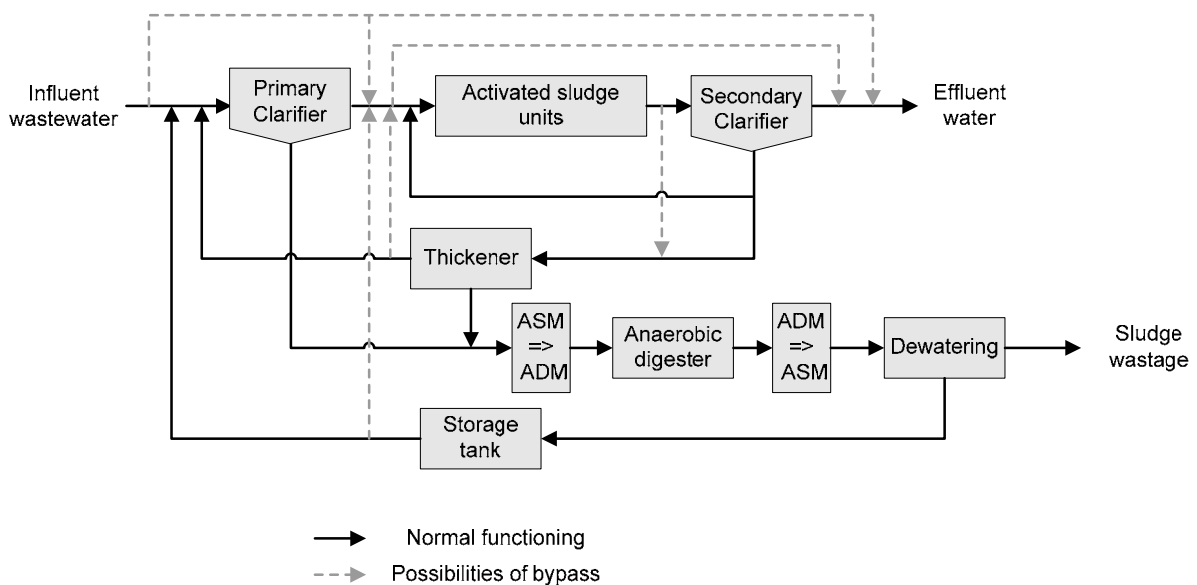 Influent
wastewater
Primary
Clarifier
Activated sludge
units
Secondary
Clarifier
Effluent
water
Thickener
ASM
=>
ADM
Anaerobic
digester
ADM
=>
ASM
Dewatering
Sludge
wastage
Storage
tank
Normal functioning
Possibilities of bypass